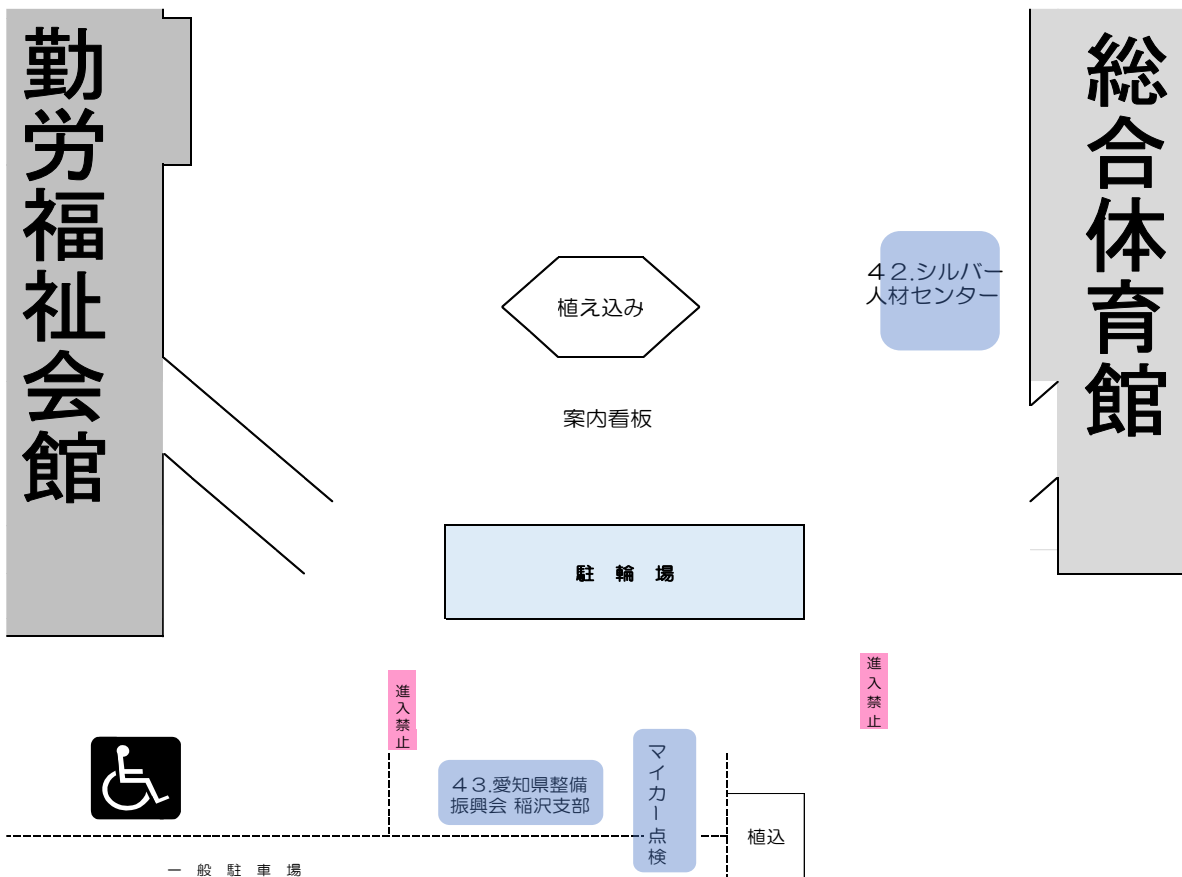 勤労福祉会館
総合体育館
４２.シルバー
人材センター
植え込み
案内看板
駐 輪 場
進入禁止
進入禁止
４３.愛知県整備
振興会 稲沢支部
マイカー点検
植込
一 般 駐 車 場